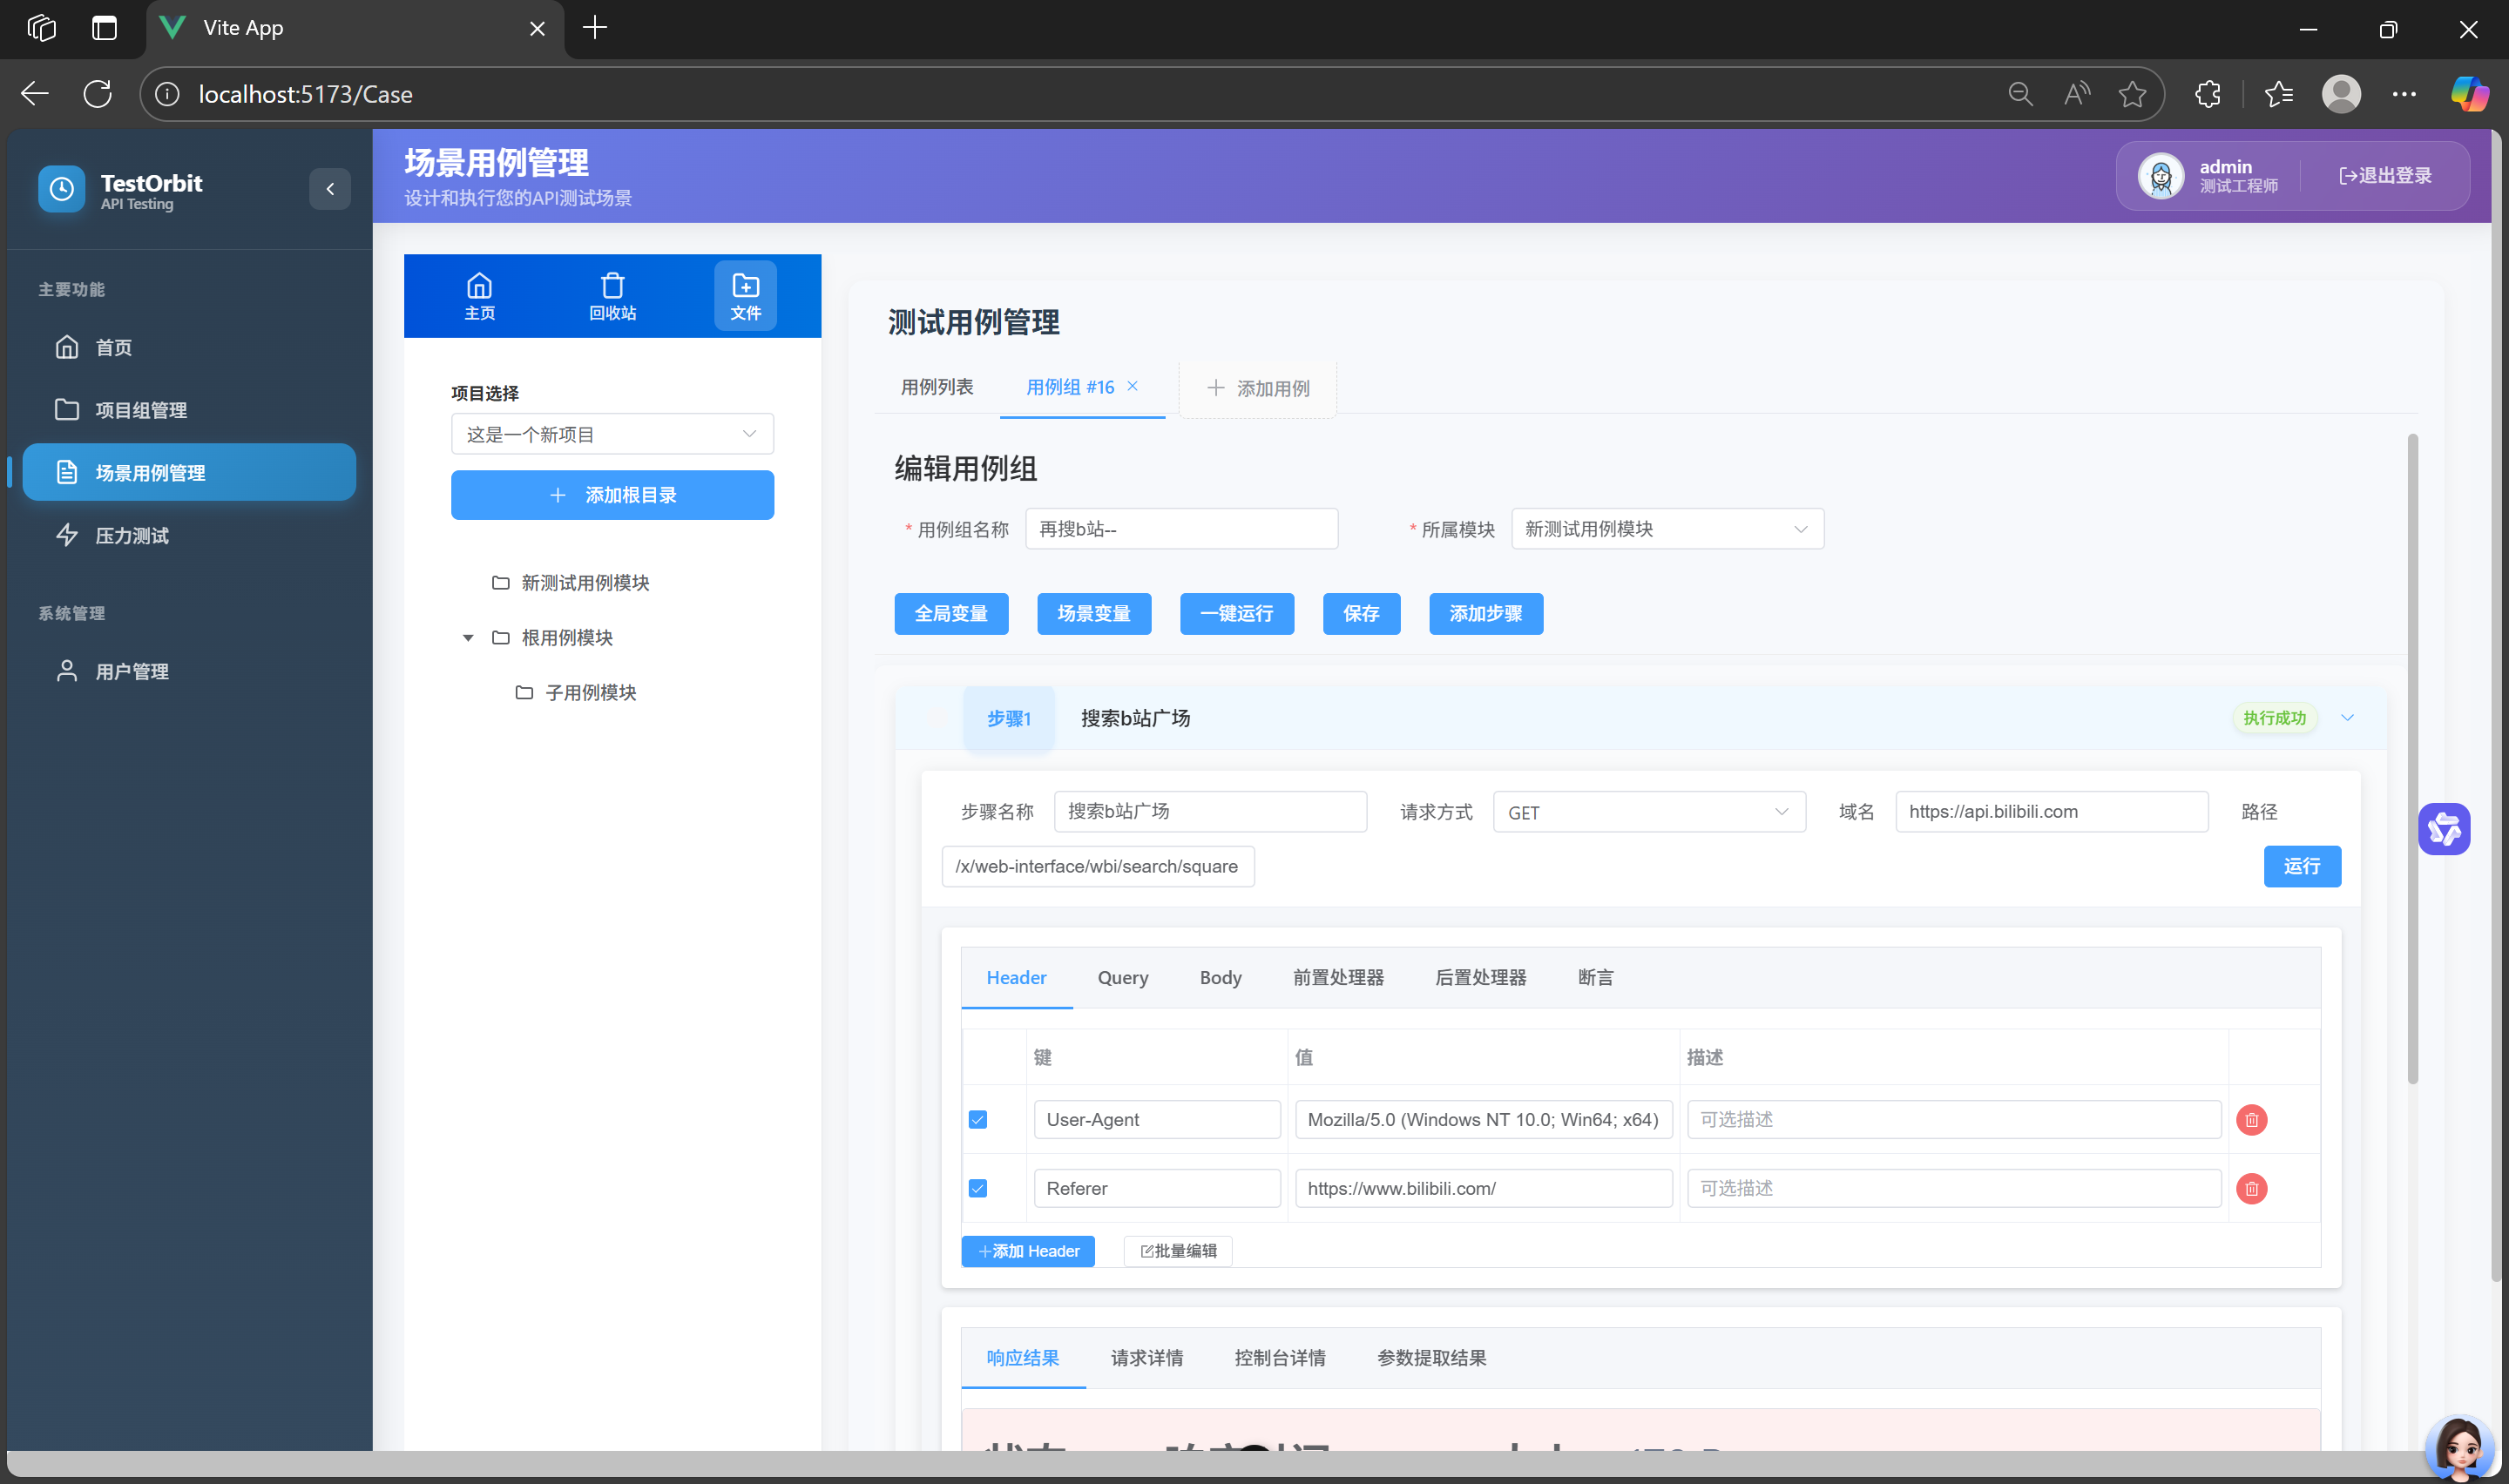 Vite App
localhost:5173/Case
TestOrbit
API Testing
主要功能
首页
项目组管理
场景用例管理
压力测试
系统管理
用户管理
场景用例管理
设计和执行您的API测试场景
admin
测试工程师
退出登录
主页
回收站
文件
项目选择
这是一个新项目
添加根目录
新测试用例模块
根用例模块
子用例模块
测试用例管理
用例列表
用例组 #16
添加用例
编辑用例组
* 用例组名称
再搜b站--
* 所属模块
新测试用例模块
全局变量
场景变量
一键运行
保存
添加步骤
步骤1
搜索b站广场
执行成功
步骤名称
搜索b站广场
请求方式
GET
域名
https://api.bilibili.com
路径
/x/web-interface/wbi/search/square
运行
Header
Query
Body
前置处理器
后置处理器
断言
键
值
描述
User-Agent
Mozilla/5.0 (Windows NT 10.0; Win64; x64)
可选描述
Referer
https://www.bilibili.com/
可选描述
添加 Header
批量编辑
响应结果
请求详情
控制台详情
参数提取结果